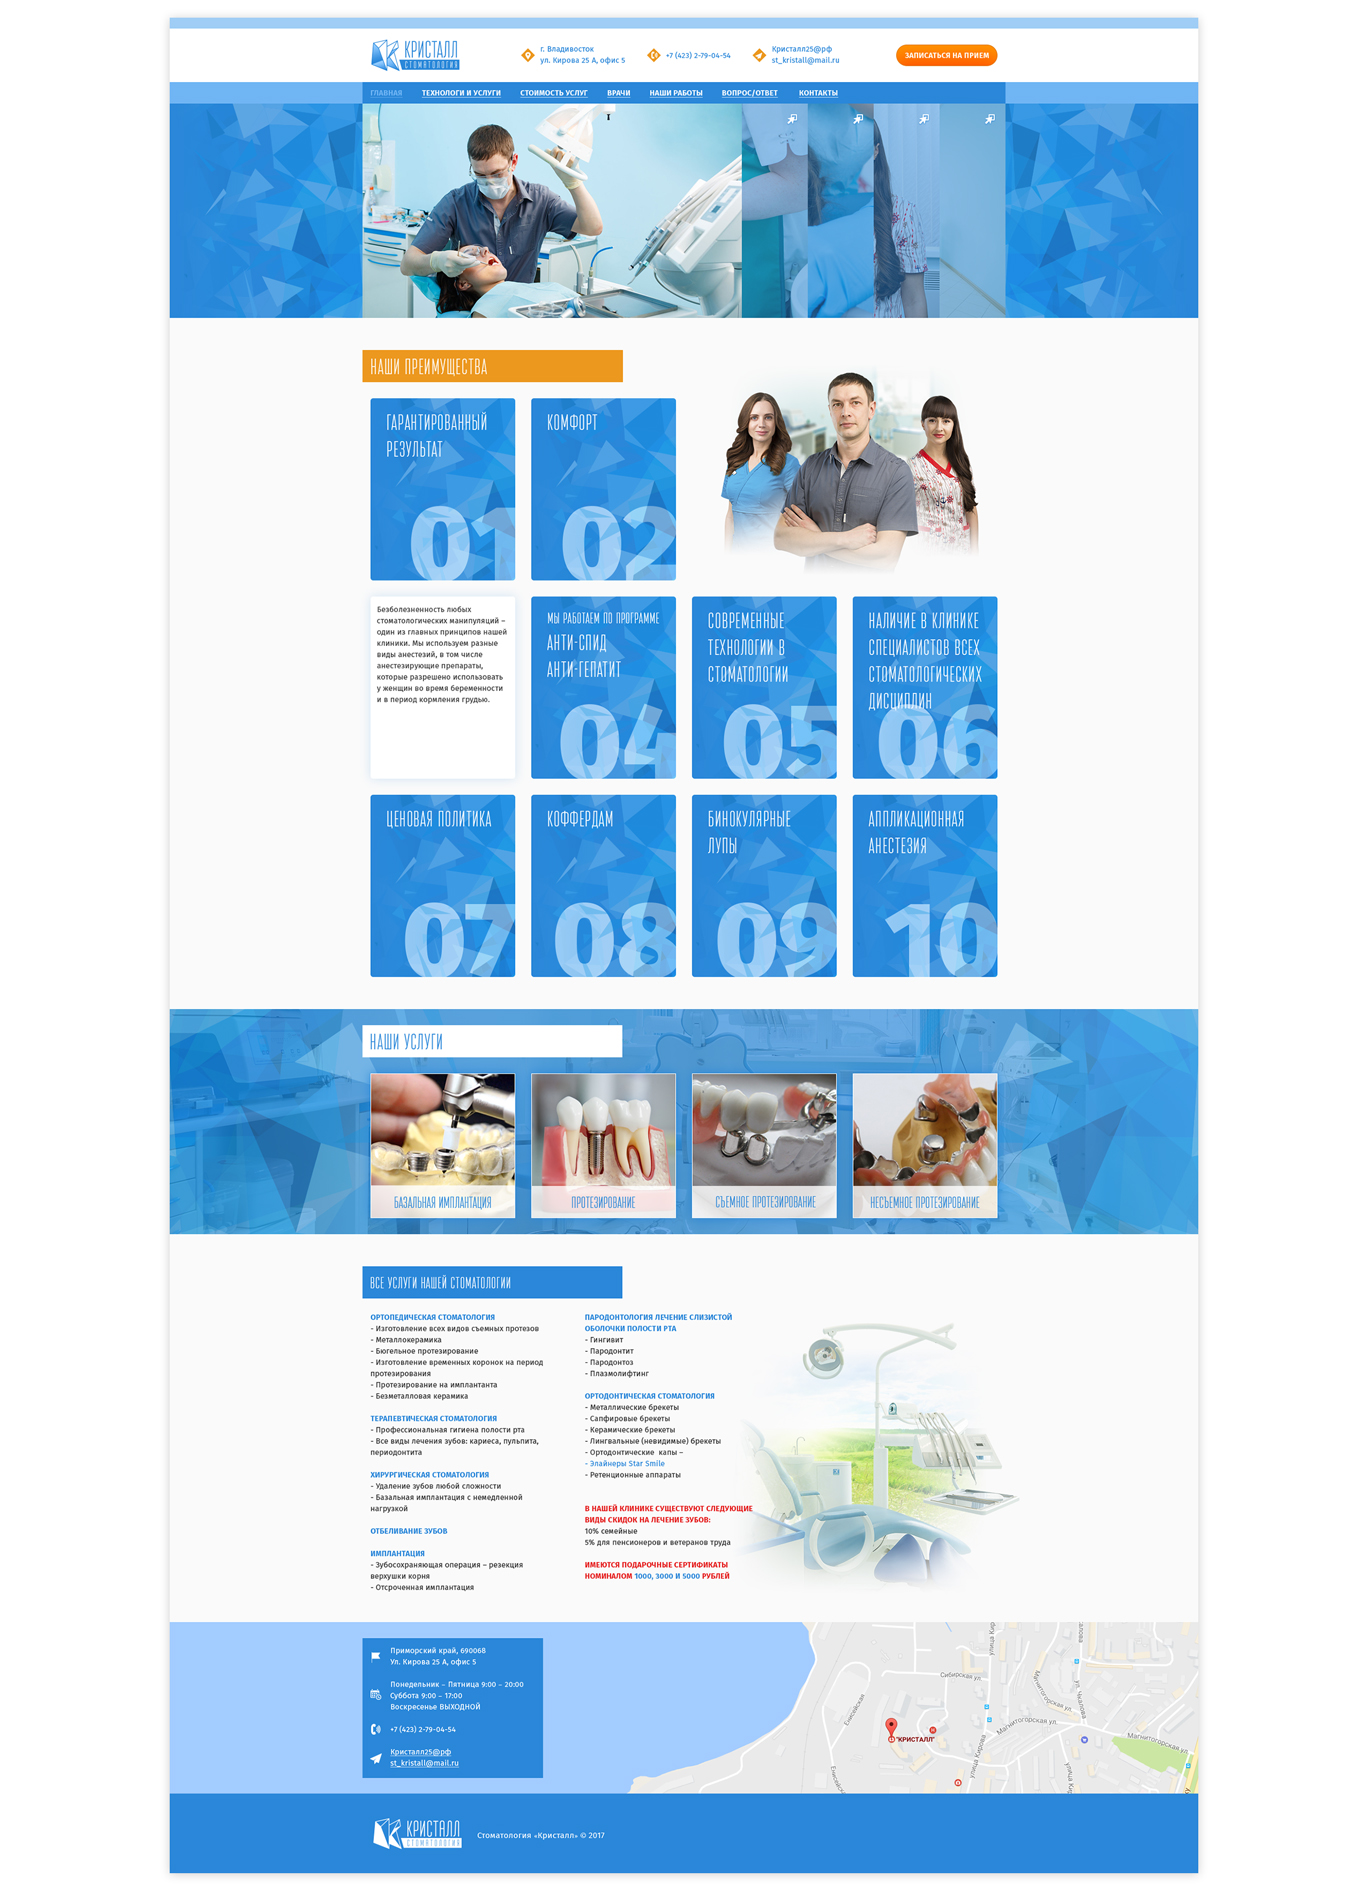 КРИСТАЛЛ
СТОМАТОЛОГИЯ
г. Владивосток
ул. Кирова 25 А, офис 5
+7 (423) 2-79-04-54
Кристалл25@рф
st_kristall@mail.ru
ЗАПИСАТЬСЯ НА ПРИЕМ
ГЛАВНАЯ
ТЕХНОЛОГИ И УСЛУГИ
СТОИМОСТЬ УСЛУГ
ВРАЧИ
НАШИ РАБОТЫ
ВОПРОС/ОТВЕТ
КОНТАКТЫ
НАШИ ПРЕИМУЩЕСТВА
ГАРАНТИРОВАННЫЙ
РЕЗУЛЬТАТ
01
КОМФОРТ
02
Безболезненность любых
стоматологических манипуляций –
один из главных принципов нашей
клиники. Мы используем разные
виды анестезий, в том числе
анестезирующие препараты,
которые разрешено использовать
у женщин во время беременности
и в период кормления грудью.
МЫ РАБОТАЕМ ПО ПРОГРАММЕ
АНТИ-СПИД
АНТИ-ГЕПАТИТ
04
СОВРЕМЕННЫЕ
ТЕХНОЛОГИИ В
СТОМАТОЛОГИИ
05
НАЛИЧИЕ В КЛИНИКЕ
СПЕЦИАЛИСТОВ ВСЕХ
СТОМАТОЛОГИЧЕСКИХ
ДИСЦИПЛИН
06
ЦЕНОВАЯ ПОЛИТИКА
07
КОФФЕРДАМ
08
БИНОКУЛЯРНЫЕ
ЛУПЫ
09
АППЛИКАЦИОННАЯ
АНЕСТЕЗИЯ
10
НАШИ УСЛУГИ
БАЗАЛЬНАЯ ИМПЛАНТАЦИЯ
ПРОТЕЗИРОВАНИЕ
СЪЕМНОЕ ПРОТЕЗИРОВАНИЕ
НЕСЪЕМНОЕ ПРОТЕЗИРОВАНИЕ
ВСЕ УСЛУГИ НАШЕЙ СТОМАТОЛОГИИ
ОРТОПЕДИЧЕСКАЯ СТОМАТОЛОГИЯ
- Изготовление всех видов съемных протезов
- Металлокерамика
- Бюгельное протезирование
- Изготовление временных коронок на период
протезирования
- Протезирование на имплантанта
- Безметалловая керамика
ТЕРАПЕВТИЧЕСКАЯ СТОМАТОЛОГИЯ
- Профессиональная гигиена полости рта
- Все виды лечения зубов: кариеса, пульпита,
периодонтита
ХИРУРГИЧЕСКАЯ СТОМАТОЛОГИЯ
- Удаление зубов любой сложности
- Базальная имплантация с немедленной
нагрузкой
ОТБЕЛИВАНИЕ ЗУБОВ
ИМПЛАНТАЦИЯ
- Зубосохраняющая операция – резекция
верхушки корня
- Отсроченная имплантация
ПАРОДОНТОЛОГИЯ ЛЕЧЕНИЕ СЛИЗИСТОЙ
ОБОЛОЧКИ ПОЛОСТИ РТА
- Гингивит
- Пародонтит
- Пародонтоз
- Плазмолифтинг
ОРТОДОНТИЧЕСКАЯ СТОМАТОЛОГИЯ
- Металлические брекеты
- Сапфировые брекеты
- Керамические брекеты
- Лингвальные (невидимые) брекеты
- Ортодонтические капы –
- Элайнеры Star Smile
- Ретенционные аппараты
В НАШЕЙ КЛИНИКЕ СУЩЕСТВУЮТ СЛЕДУЮЩИЕ
ВИДЫ СКИДОК НА ЛЕЧЕНИЕ ЗУБОВ:
10% семейные
5% для пенсионеров и ветеранов труда
ИМЕЮТСЯ ПОДАРОЧНЫЕ СЕРТИФИКАТЫ
НОМИНАЛОМ 1000, 3000 И 5000 РУБЛЕЙ
Приморский край, 690068
Ул. Кирова 25 А, офис 5
Понедельник – Пятница 9:00 – 20:00
Суббота 9:00 – 17:00
Воскресенье ВЫХОДНОЙ
+7 (423) 2-79-04-54
Кристалл25@рф
st_kristall@mail.ru
улица Кир
Сибирская ул.
Магнитогорская ул.
ул. Чкалова
Енисейская
Магнитогорская ул.
Магнитогорская ул.
"КРИСТАЛЛ"
улица Кирова
Енисейская
ул. Кирова
КРИСТАЛЛ
СТОМАТОЛОГИЯ
Стоматология «Кристалл» © 2017